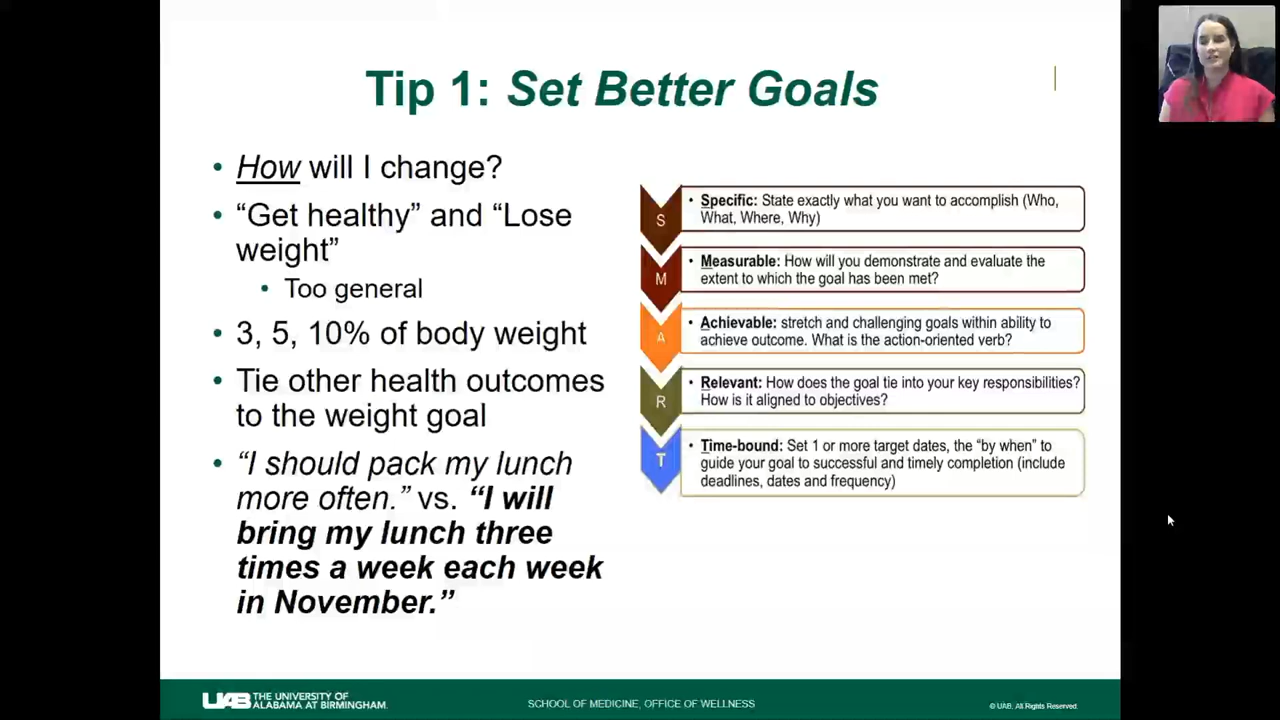 Tip 1: Set Better Goals
• How will I change?
• “Get healthy” and “Lose
weight”
• Too general
• 3, 5, 10% of body weight
• Tie other health outcomes
to the weight goal
• “I should pack my lunch
more often.” vs. “I will
bring my lunch three
times a week each week
in November.”
S
• Specific: State exactly what you want to accomplish (Who,
What, Where, Why)
M
• Measurable: How will you demonstrate and evaluate the
extent to which the goal has been met?
A
• Achievable: stretch and challenging goals within ability to
achieve outcome. What is the action-oriented verb?
R
• Relevant: How does the goal tie into your key responsibilities?
How is it aligned to objectives?
T
• Time-bound: Set 1 or more target dates, the “by when” to
guide your goal to successful and timely completion (include
deadlines, dates and frequency)
UAB THE UNIVERSITY OF
ALABAMA AT BIRMINGHAM.
SCHOOL OF MEDICINE, OFFICE OF WELLNESS
© UAB. All Rights Reserved.